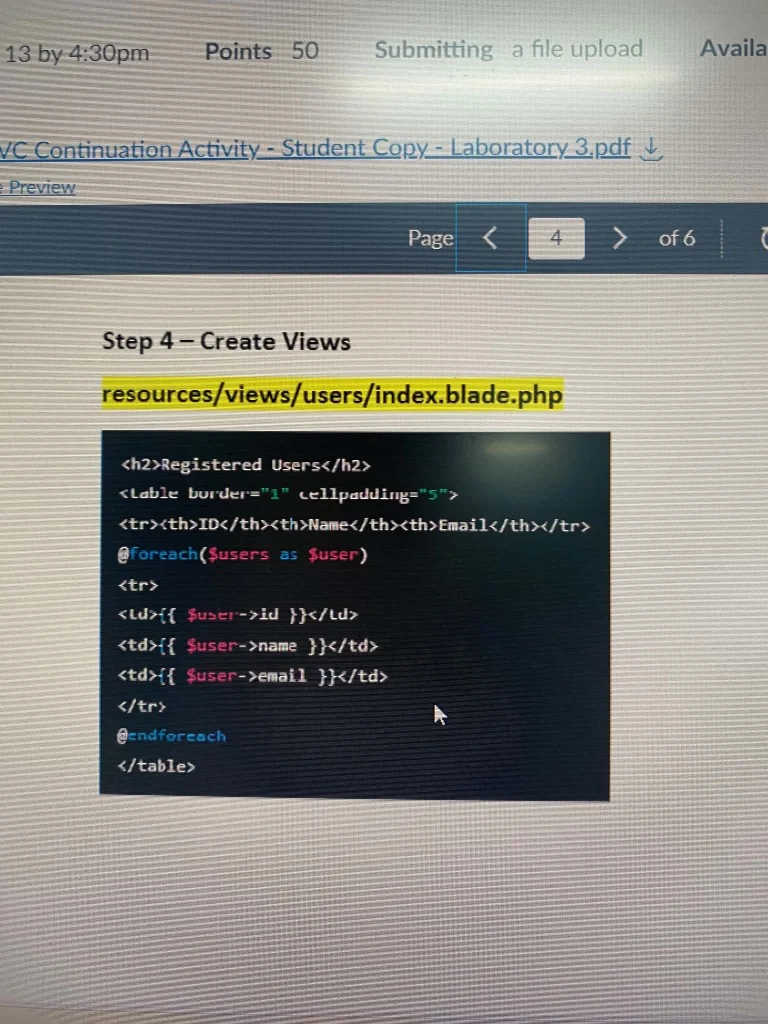 13 by 4:30pm Points 50 Submitting a file upload Availa
VC Continuation Activity - Student Copy - Laboratory 3.pdf
Preview
Page 4 of 6
Step 4 – Create Views
resources/views/users/index.blade.php
<h2>Registered Users</h2>
<table border="1" cellpadding="5">
<tr><th>ID</th><th>Name</th><th>Email</th></tr>
@foreach($users as $user)
<tr>
<td>{{ $user->id }}</td>
<td>{{ $user->name }}</td>
<td>{{ $user->email }}</td>
</tr>
@endforeach
</table>